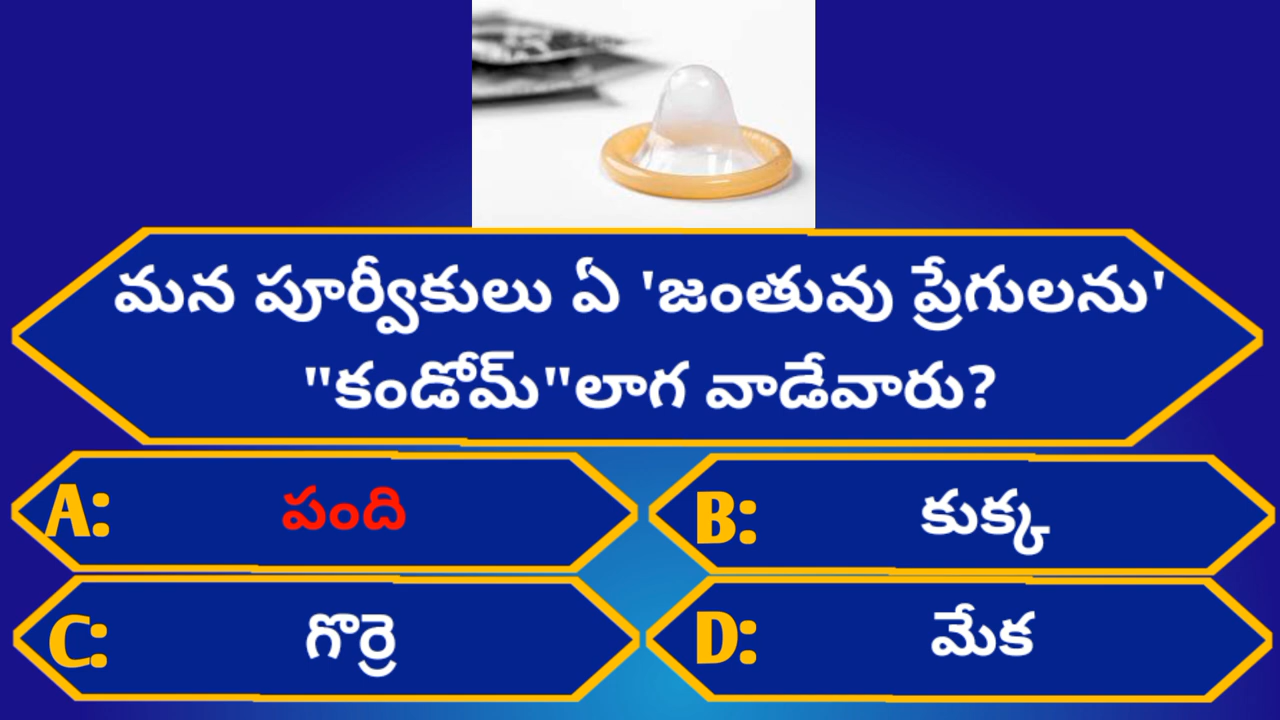 మన పూర్వీకులు ఏ 'జంతువు ప్రేగులను'
"కండోమ్"లాగ వాడేవారు?
A: పంది
B: కుక్క
C: గొర్రె
D: మేక